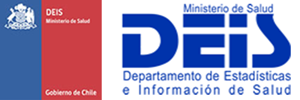 DEIS
Ministerio de Salud
Gobierno de Chile
Ministerio de Salud
DEIS
Departamento de Estadísticas
e Información de Salud